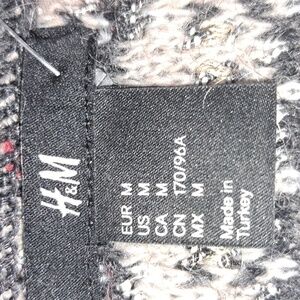 H&M
EUR M
US M
CA M
CN 170/96A
MX M
Made in
Turkey